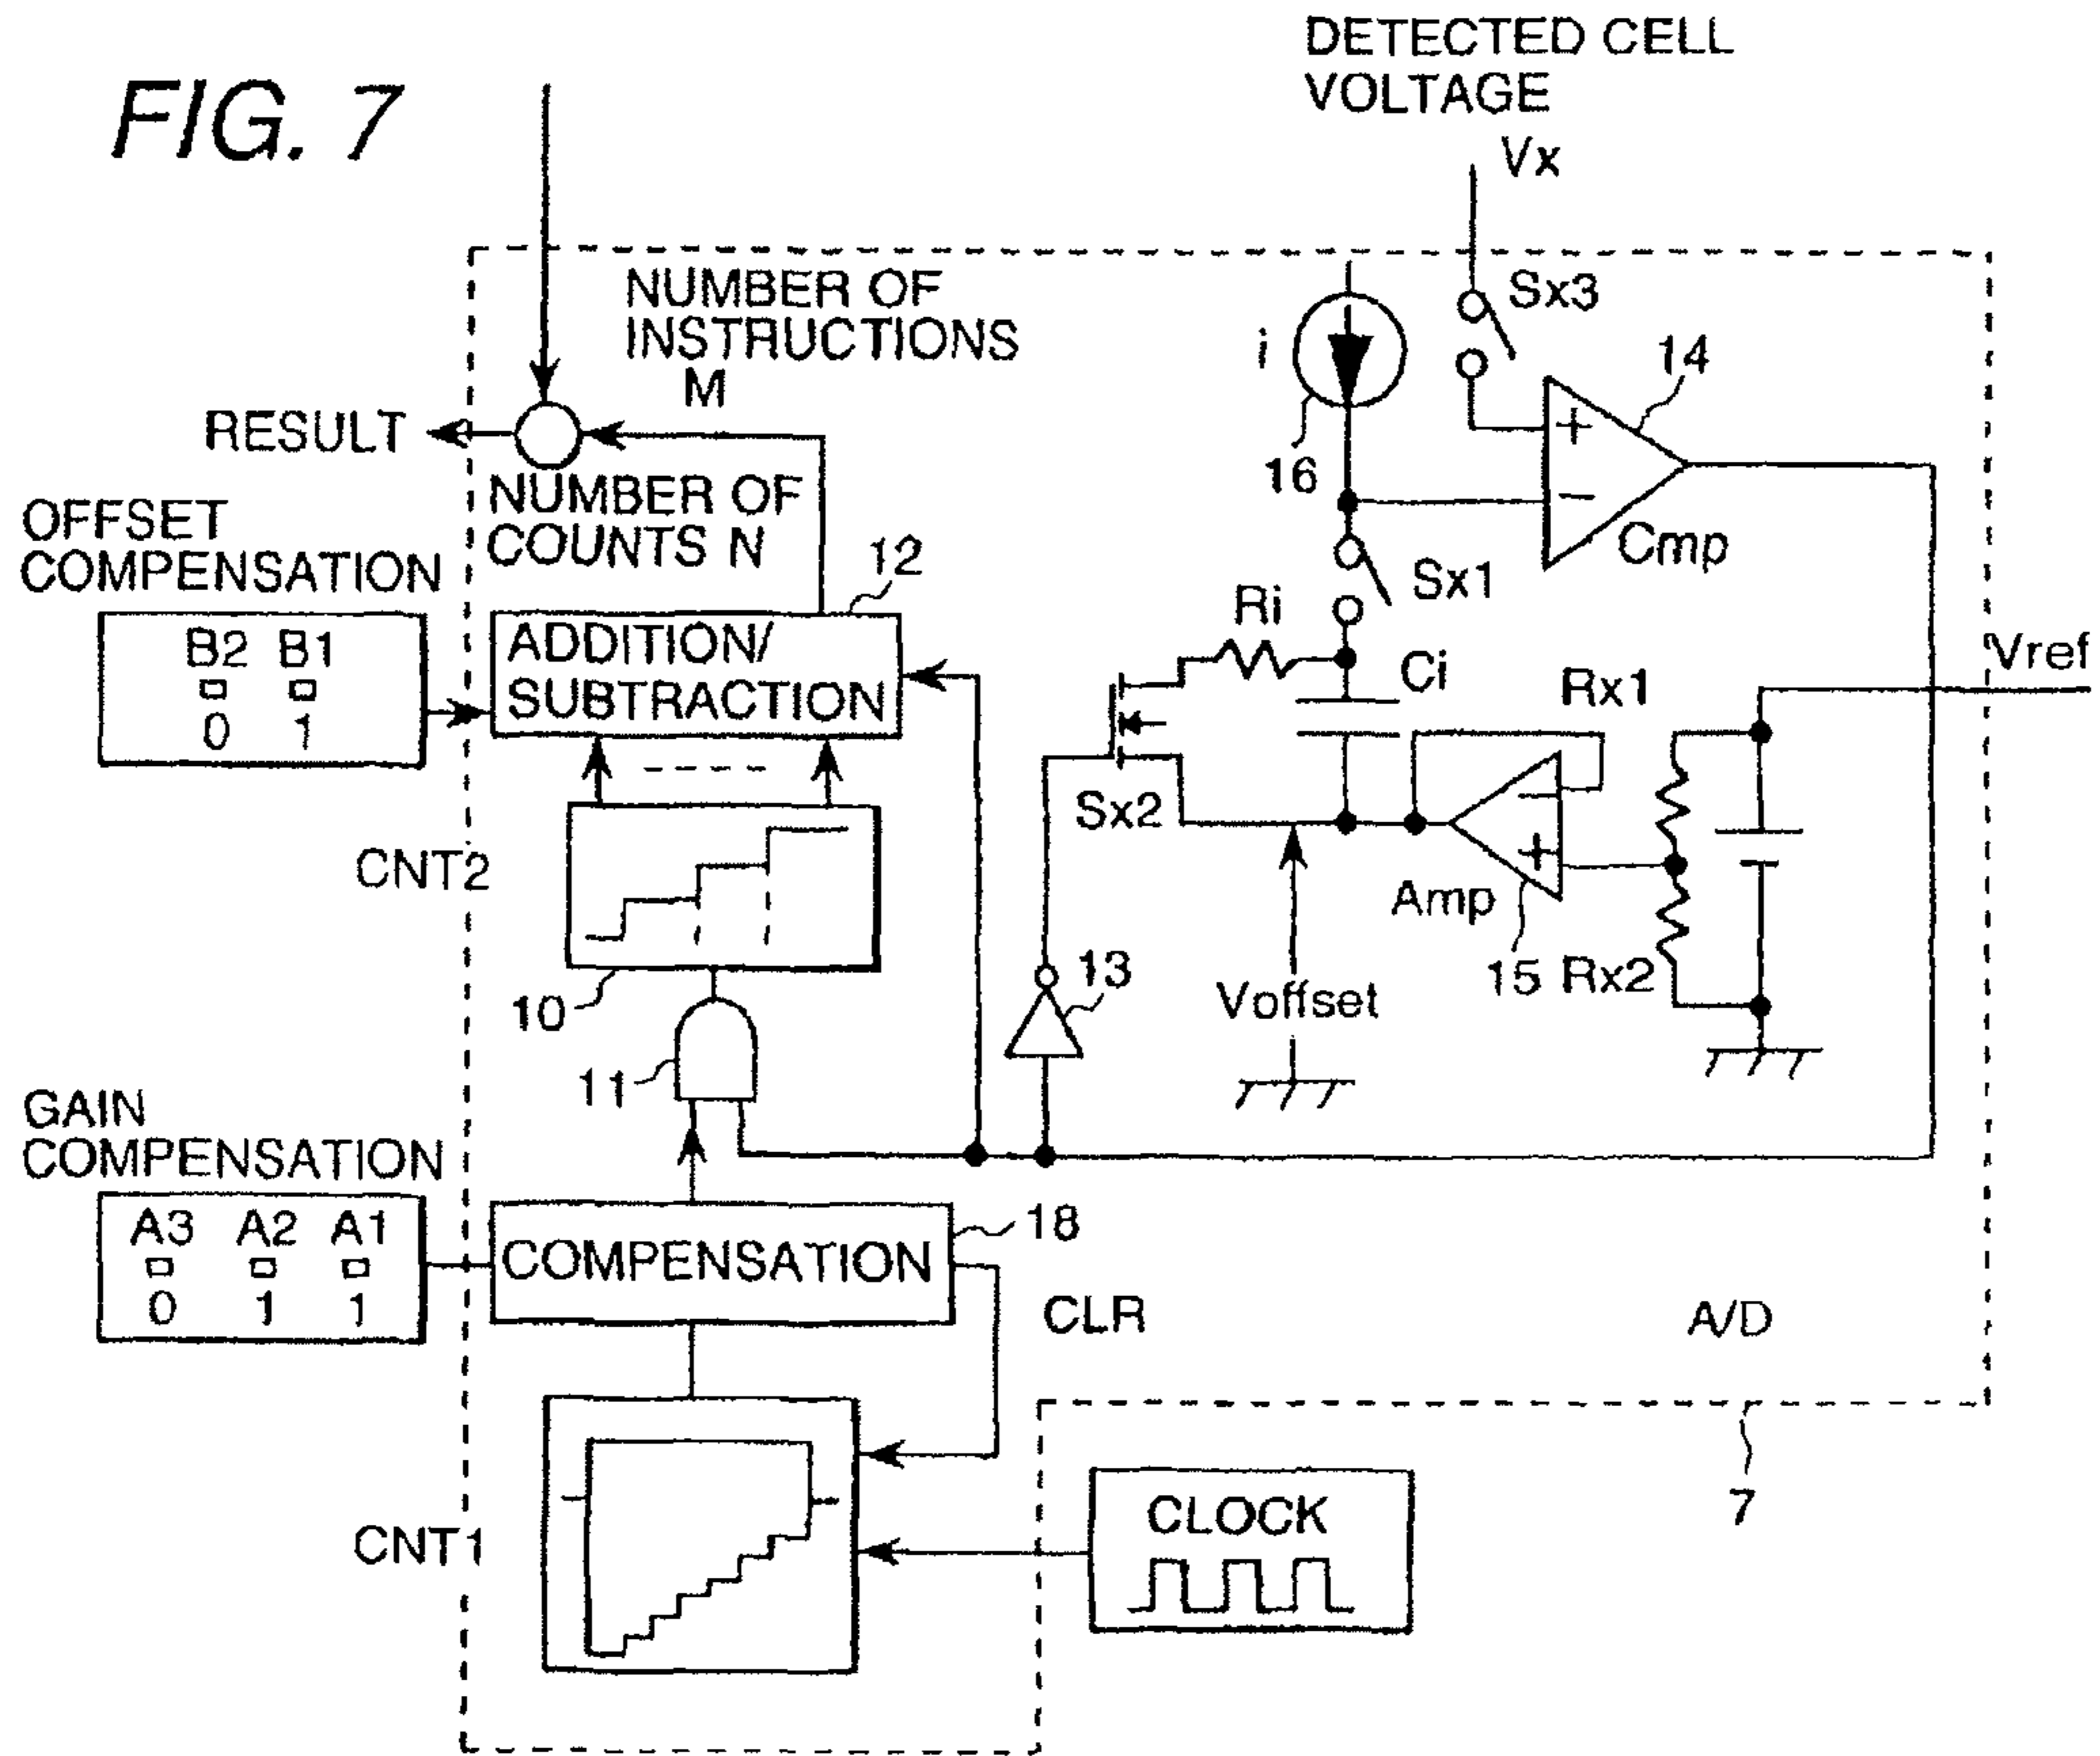 FIG. 7
DETECTED CELL
VOLTAGE
Vx
NUMBER OF
INSTRUCTIONS
M
Sx3
i
14
RESULT
16
+
−
Cmp
NUMBER OF
COUNTS N
OFFSET
COMPENSATION
12
Sx1
Ri
B2 B1
0 1
ADDITION/
SUBTRACTION
Ci
Rx1
Vref
Sx2
−
+
CNT2
Amp
15
Rx2
10
13
Voffset
11
GAIN
COMPENSATION
A3 A2 A1
0 1 1
COMPENSATION
18
CLR
A/D
7
CNT1
CLOCK